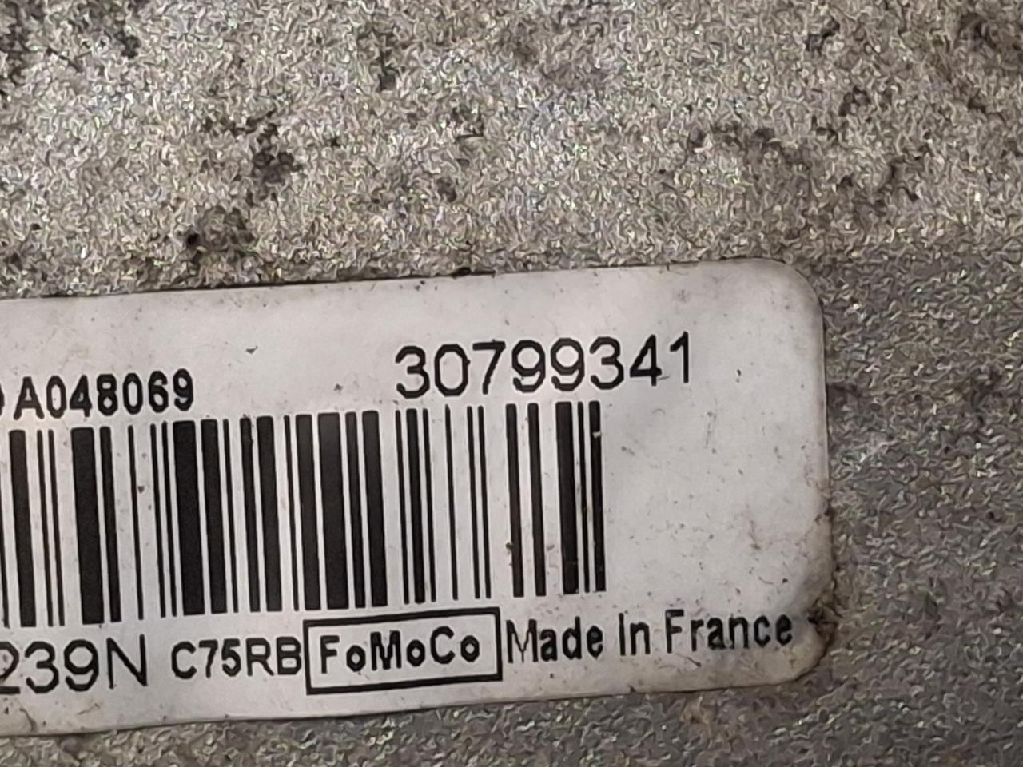 A048069 30799341
239N C75RB FoMoCo Made in France